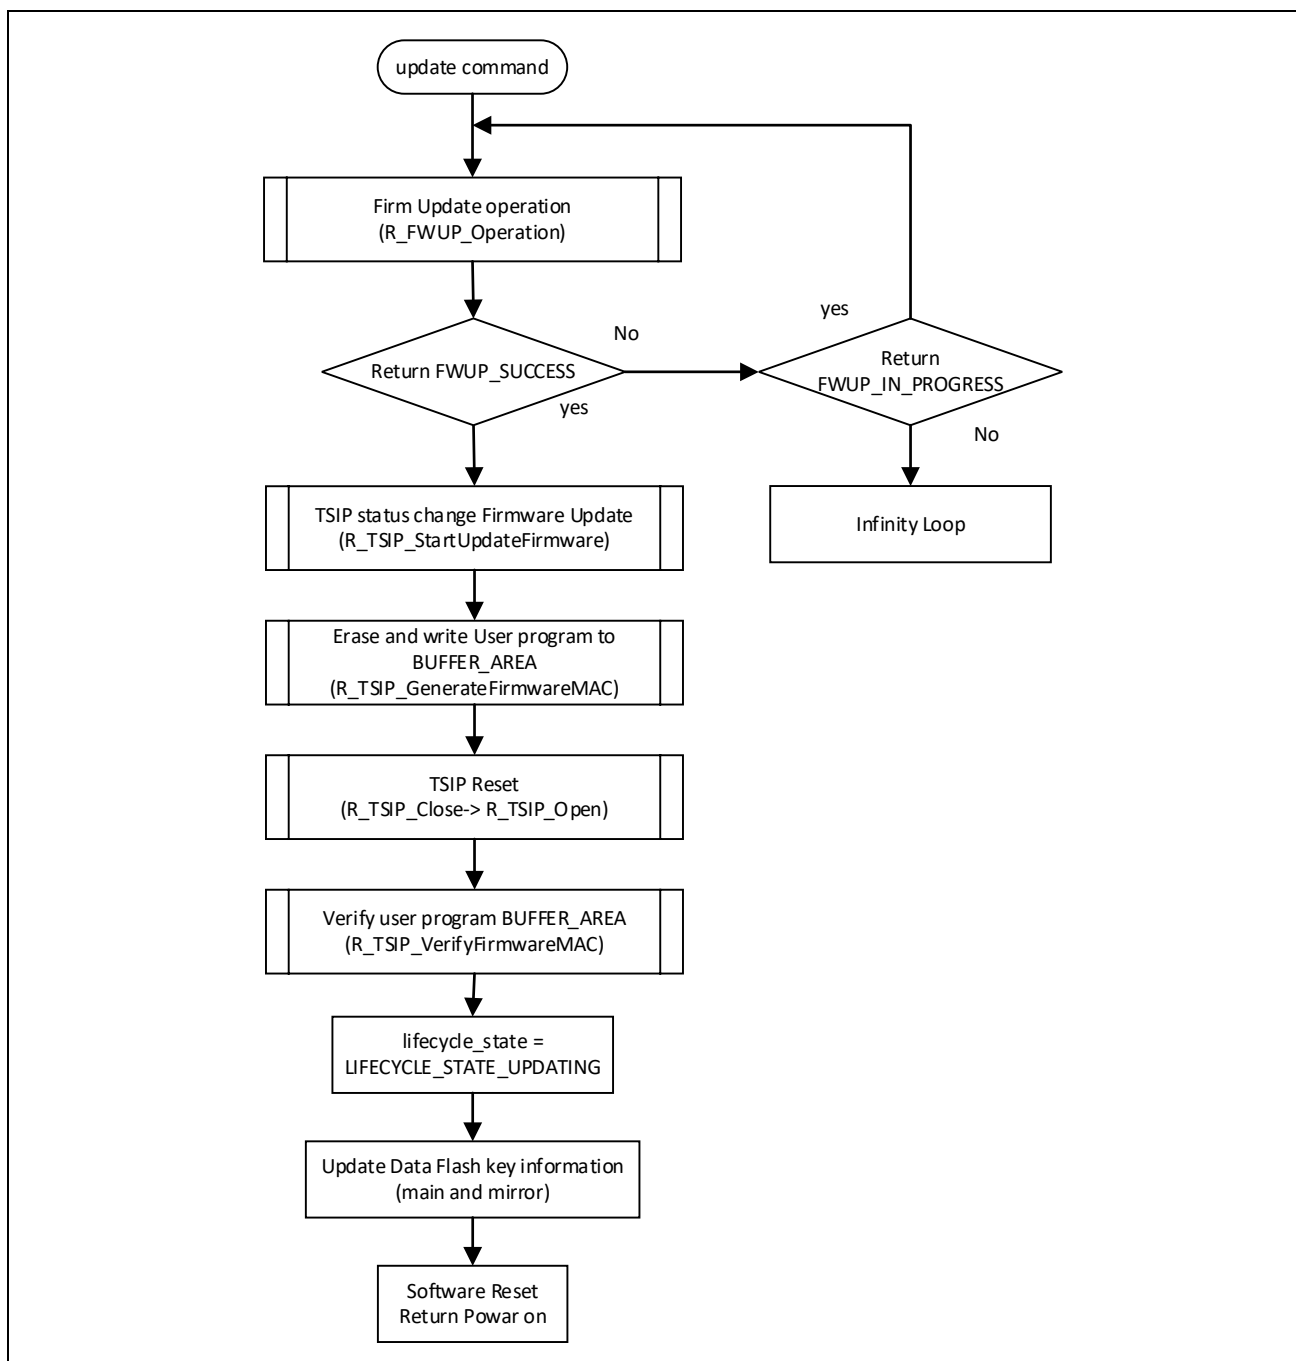 update command
Firm Update operation
(R_FWUP_Operation)
yes
No
Return FWUP_SUCCESS
Return
FWUP_IN_PROGRESS
yes
No
TSIP status change Firmware Update
(R_TSIP_StartUpdateFirmware)
Infinity Loop
Erase and write User program to
BUFFER_AREA
(R_TSIP_GenerateFirmwareMAC)
TSIP Reset
(R_TSIP_Close-> R_TSIP_Open)
Verify user program BUFFER_AREA
(R_TSIP_VerifyFirmwareMAC)
lifecycle_state =
LIFECYCLE_STATE_UPDATING
Update Data Flash key information
(main and mirror)
Software Reset
Return Powar on